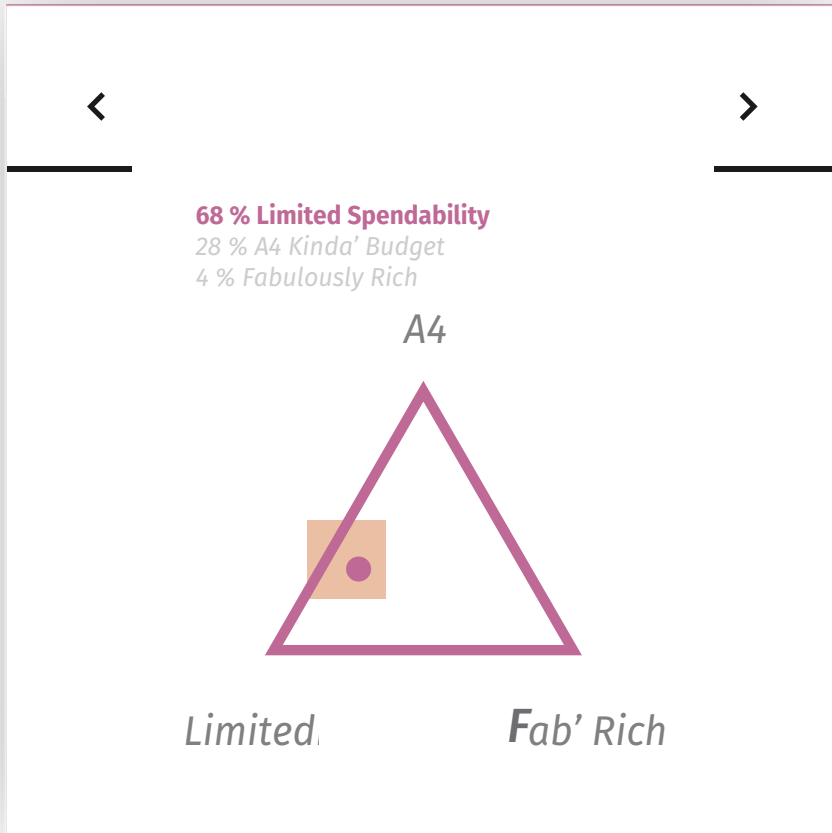 68 % Limited Spendability
28 % A4 Kinda’ Budget
4 % Fabulously Rich
A4
Limited
Fab’ Rich